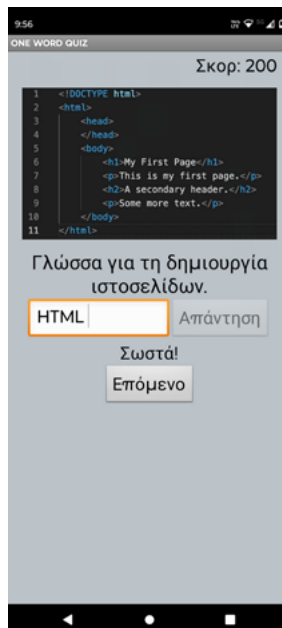 9:56
ONE WORD QUIZ
Σκορ: 200
1 <!DOCTYPE html>
2 <html>
3 <head>
4 </head>
5 <body>
6 <h1>My First Page</h1>
7 <p>This is my first page.</p>
8 <h2>A secondary header.</h2>
9 <p>Some more text.</p>
10 </body>
11 </html>
Γλώσσα για τη δημιουργία
ιστοσελίδων.
HTML Απάντηση
Σωστά!
Επόμενο